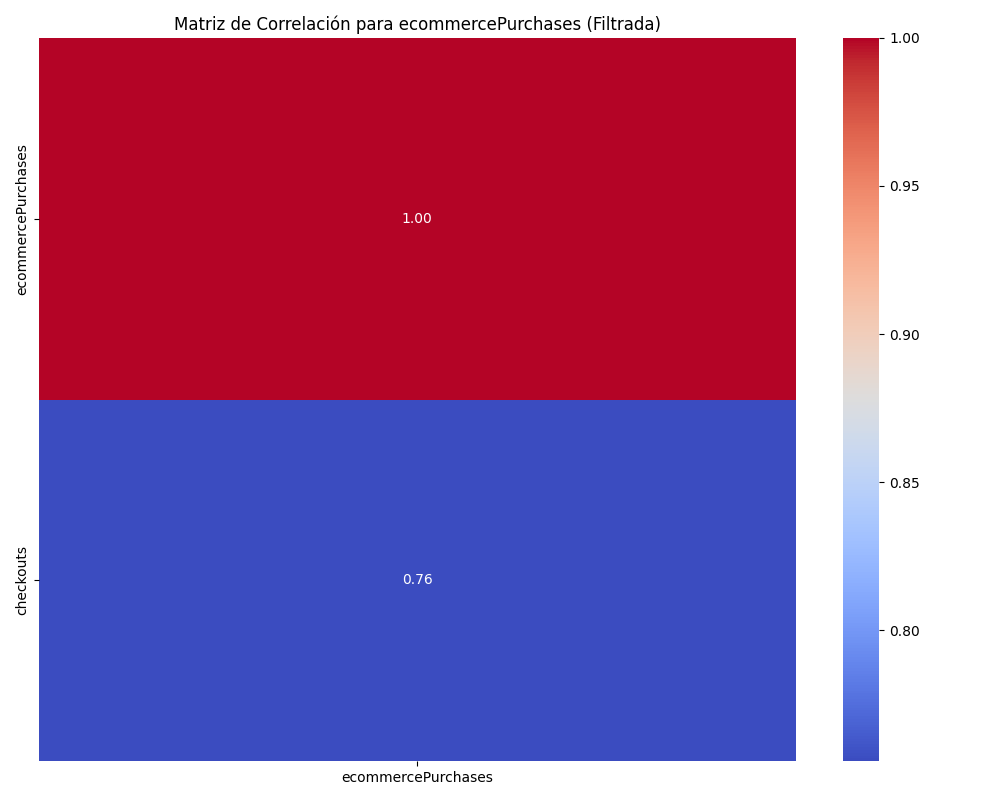 Matriz de Correlación para ecommercePurchases (Filtrada)
ecommercePurchases
1.00
checkouts
0.76
ecommercePurchases
1.00
0.95
0.90
0.85
0.80